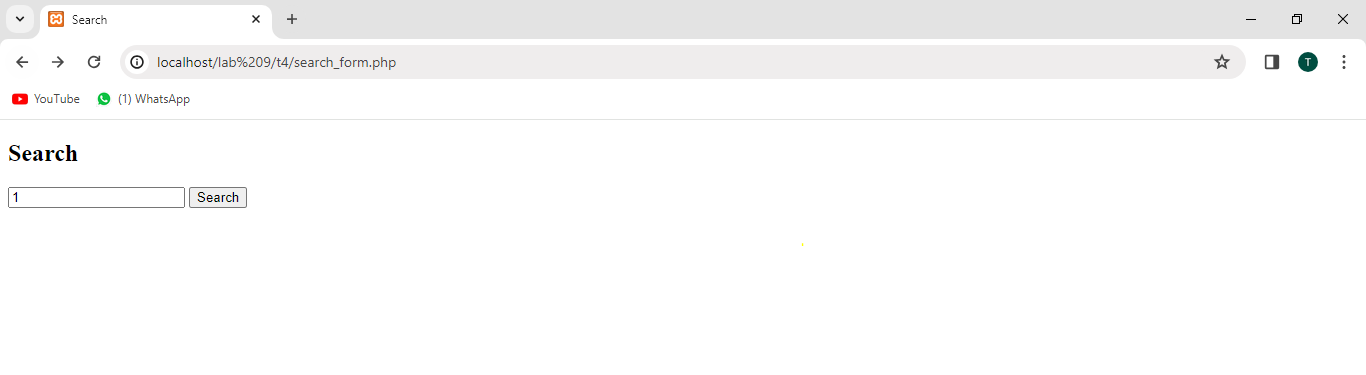 Search
localhost/lab%209/t4/search_form.php
T
YouTube (1) WhatsApp
Search
1 Search